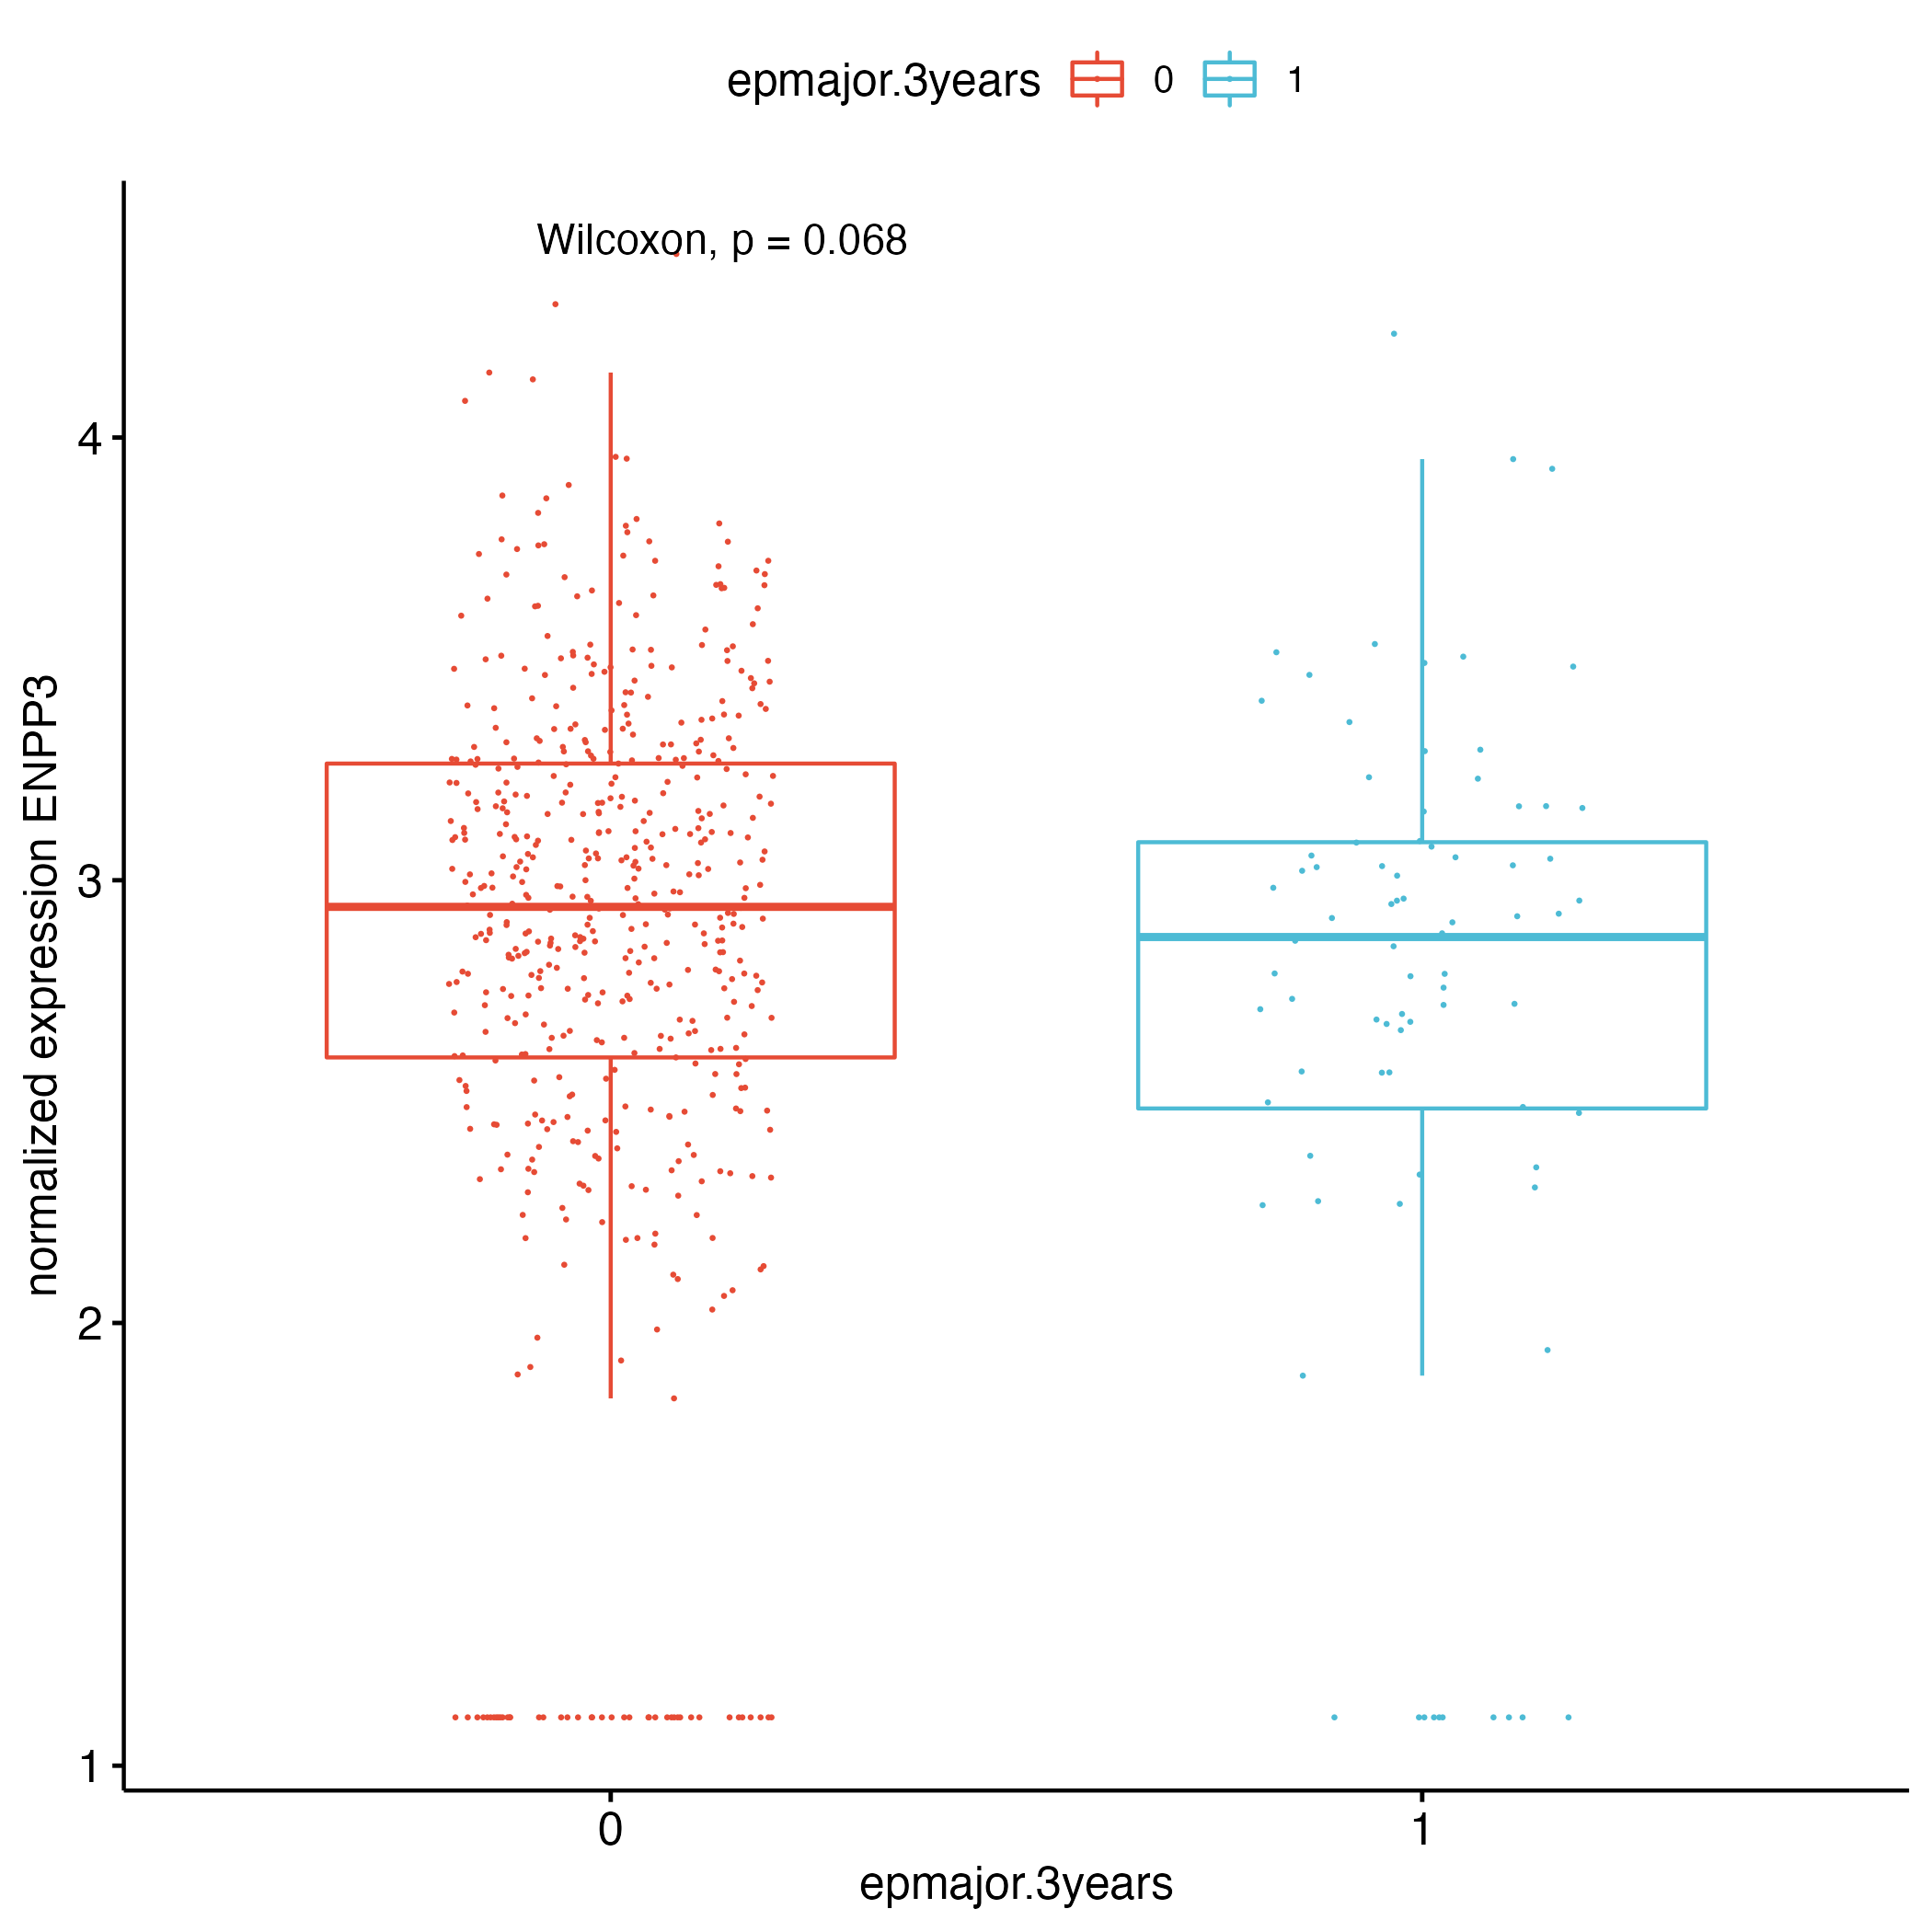 epmajor.3years 0 1
Wilcoxon, p = 0.068
normalized expression ENPP3
4
3
2
1
0 1
epmajor.3years